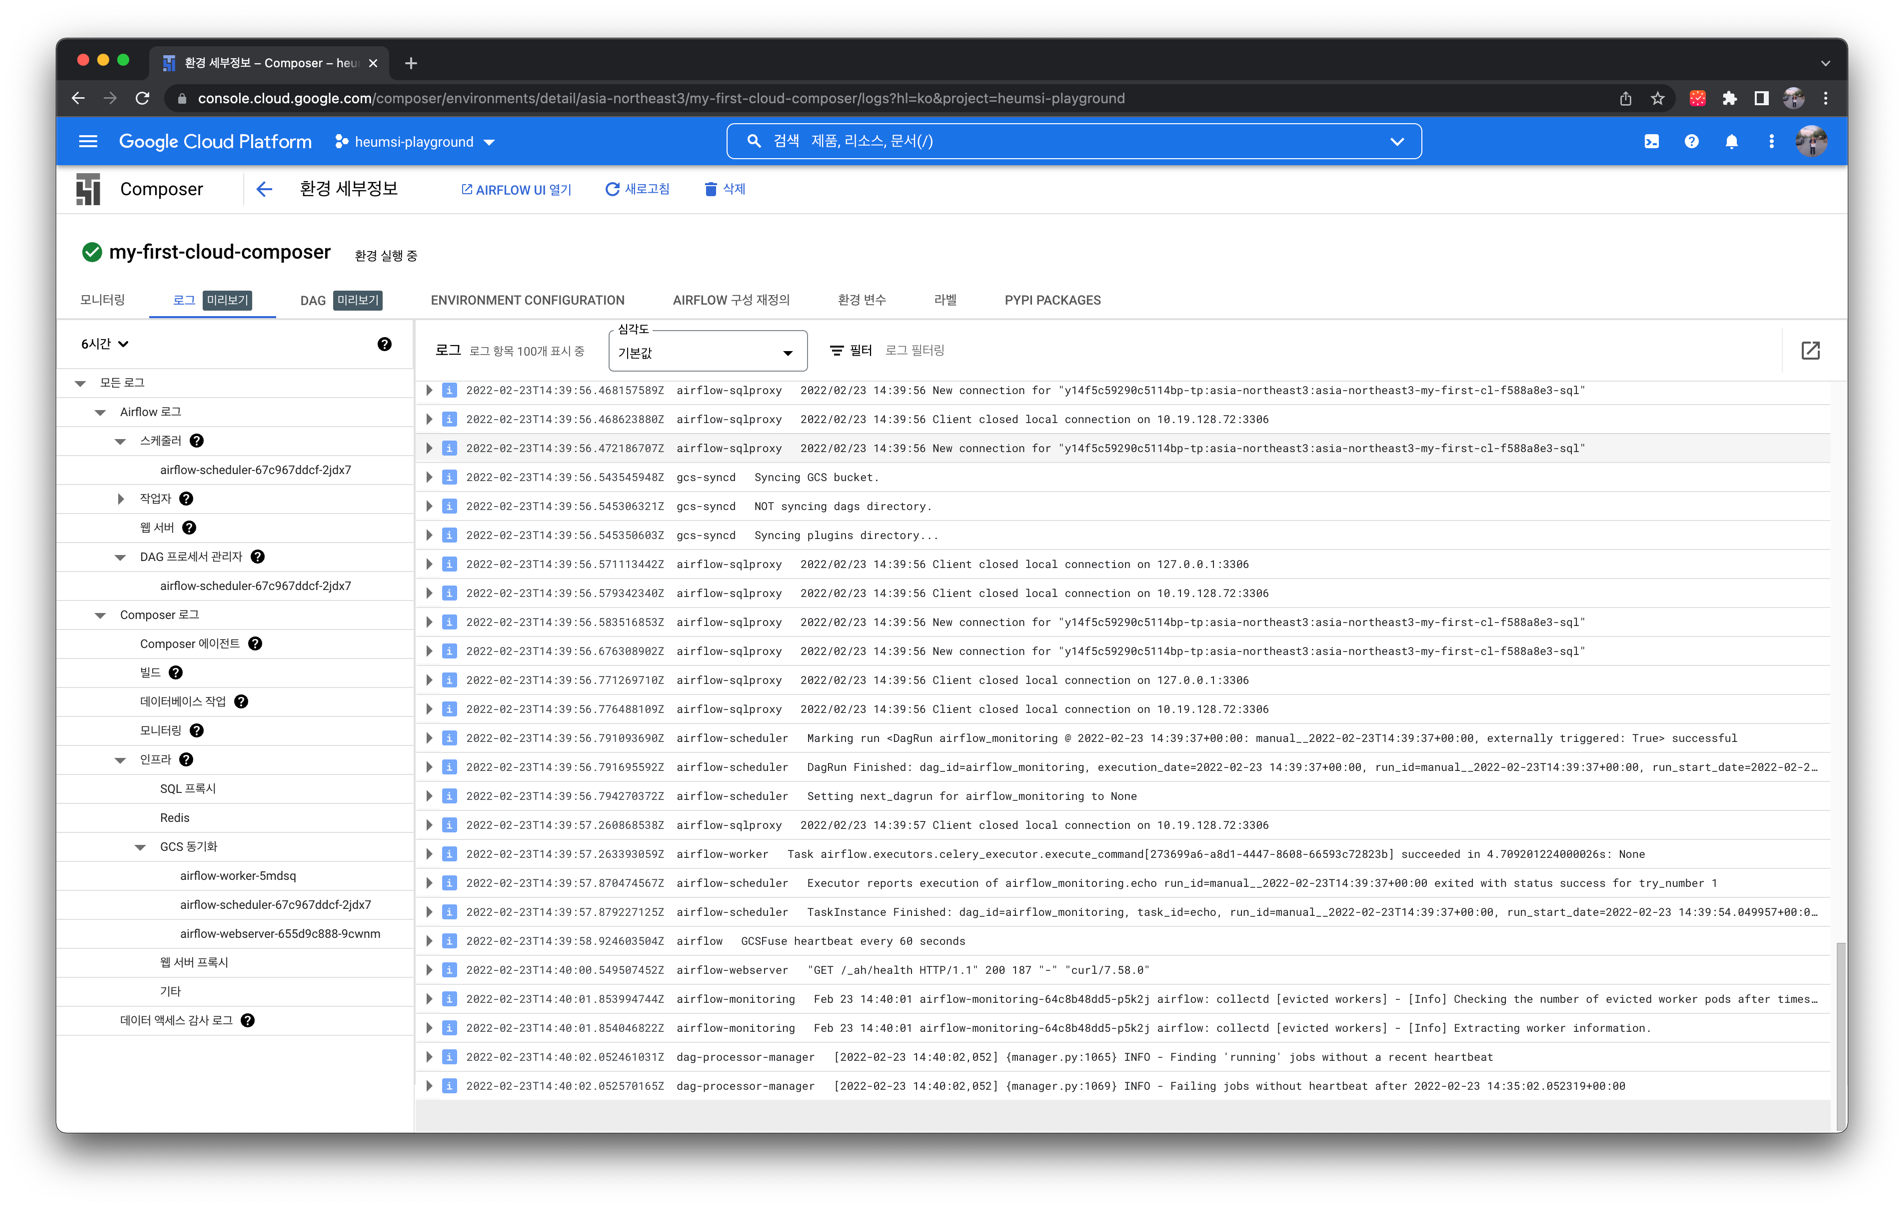 환경 세부정보 – Composer – heu
console.cloud.google.com/composer/environments/detail/asia-northeast3/my-first-cloud-composer/logs?hl=ko&project=heumsi-playground
Google Cloud Platform heumsi-playground 검색 제품, 리소스, 문서(/)
Composer 환경 세부정보 AIRFLOW UI 열기 새로고침 삭제
my-first-cloud-composer 환경 실행 중
모니터링 로그 미리보기 DAG 미리보기 ENVIRONMENT CONFIGURATION AIRFLOW 구성 재정의 환경 변수 라벨 PYPI PACKAGES
6시간
모든 로그
Airflow 로그
스케줄러
airflow-scheduler-67c967ddcf-2jdx7
작업자
웹 서버
DAG 프로세서 관리자
airflow-scheduler-67c967ddcf-2jdx7
Composer 로그
Composer 에이전트
빌드
데이터베이스 작업
모니터링
인프라
SQL 프록시
Redis
GCS 동기화
airflow-worker-5mdsq
airflow-scheduler-67c967ddcf-2jdx7
airflow-webserver-655d9c888-9cwnm
웹 서버 프록시
기타
데이터 액세스 감사 로그
심각도
로그 로그 항목 100개 표시 중 기본값 필터 로그 필터링
2022-02-23T14:39:56.468157589Z airflow-sqlproxy 2022/02/23 14:39:56 New connection for "y14f5c59290c5114bp-tp:asia-northeast3:asia-northeast3-my-first-cl-f588a8e3-sql"
2022-02-23T14:39:56.468623880Z airflow-sqlproxy 2022/02/23 14:39:56 Client closed local connection on 10.19.128.72:3306
2022-02-23T14:39:56.472186707Z airflow-sqlproxy 2022/02/23 14:39:56 New connection for "y14f5c59290c5114bp-tp:asia-northeast3:asia-northeast3-my-first-cl-f588a8e3-sql"
2022-02-23T14:39:56.543545948Z gcs-syncd Syncing GCS bucket.
2022-02-23T14:39:56.545306321Z gcs-syncd NOT syncing dags directory.
2022-02-23T14:39:56.545350603Z gcs-syncd Syncing plugins directory...
2022-02-23T14:39:56.571113442Z airflow-sqlproxy 2022/02/23 14:39:56 Client closed local connection on 127.0.0.1:3306
2022-02-23T14:39:56.579342340Z airflow-sqlproxy 2022/02/23 14:39:56 Client closed local connection on 10.19.128.72:3306
2022-02-23T14:39:56.583516853Z airflow-sqlproxy 2022/02/23 14:39:56 New connection for "y14f5c59290c5114bp-tp:asia-northeast3:asia-northeast3-my-first-cl-f588a8e3-sql"
2022-02-23T14:39:56.676308902Z airflow-sqlproxy 2022/02/23 14:39:56 New connection for "y14f5c59290c5114bp-tp:asia-northeast3:asia-northeast3-my-first-cl-f588a8e3-sql"
2022-02-23T14:39:56.771269710Z airflow-sqlproxy 2022/02/23 14:39:56 Client closed local connection on 127.0.0.1:3306
2022-02-23T14:39:56.776488109Z airflow-sqlproxy 2022/02/23 14:39:56 Client closed local connection on 10.19.128.72:3306
2022-02-23T14:39:56.791093690Z airflow-scheduler Marking run <DagRun airflow_monitoring @ 2022-02-23 14:39:37+00:00: manual__2022-02-23T14:39:37+00:00, externally triggered: True> successful
2022-02-23T14:39:56.791695592Z airflow-scheduler DagRun Finished: dag_id=airflow_monitoring, execution_date=2022-02-23 14:39:37+00:00, run_id=manual__2022-02-23T14:39:37+00:00, run_start_date=2022-02-2…
2022-02-23T14:39:56.794270372Z airflow-scheduler Setting next_dagrun for airflow_monitoring to None
2022-02-23T14:39:57.260868538Z airflow-sqlproxy 2022/02/23 14:39:57 Client closed local connection on 10.19.128.72:3306
2022-02-23T14:39:57.263393059Z airflow-worker Task airflow.executors.celery_executor.execute_command[273699a6-a8d1-4447-8608-66593c72823b] succeeded in 4.709201224000026s: None
2022-02-23T14:39:57.870474567Z airflow-scheduler Executor reports execution of airflow_monitoring.echo run_id=manual__2022-02-23T14:39:37+00:00 exited with status success for try_number 1
2022-02-23T14:39:57.879227125Z airflow-scheduler TaskInstance Finished: dag_id=airflow_monitoring, task_id=echo, run_id=manual__2022-02-23T14:39:37+00:00, run_start_date=2022-02-23 14:39:54.049957+00:0…
2022-02-23T14:39:58.924603504Z airflow GCSFuse heartbeat every 60 seconds
2022-02-23T14:40:00.549507452Z airflow-webserver "GET /_ah/health HTTP/1.1" 200 187 "-" "curl/7.58.0"
2022-02-23T14:40:01.853994744Z airflow-monitoring Feb 23 14:40:01 airflow-monitoring-64c8b48dd5-p5k2j airflow: collectd [evicted workers] - [Info] Checking the number of evicted worker pods after times…
2022-02-23T14:40:01.854046822Z airflow-monitoring Feb 23 14:40:01 airflow-monitoring-64c8b48dd5-p5k2j airflow: collectd [evicted workers] - [Info] Extracting worker information.
2022-02-23T14:40:02.052461031Z dag-processor-manager [2022-02-23 14:40:02,052] {manager.py:1065} INFO - Finding 'running' jobs without a recent heartbeat
2022-02-23T14:40:02.052570165Z dag-processor-manager [2022-02-23 14:40:02,052] {manager.py:1069} INFO - Failing jobs without heartbeat after 2022-02-23 14:35:02.052319+00:00